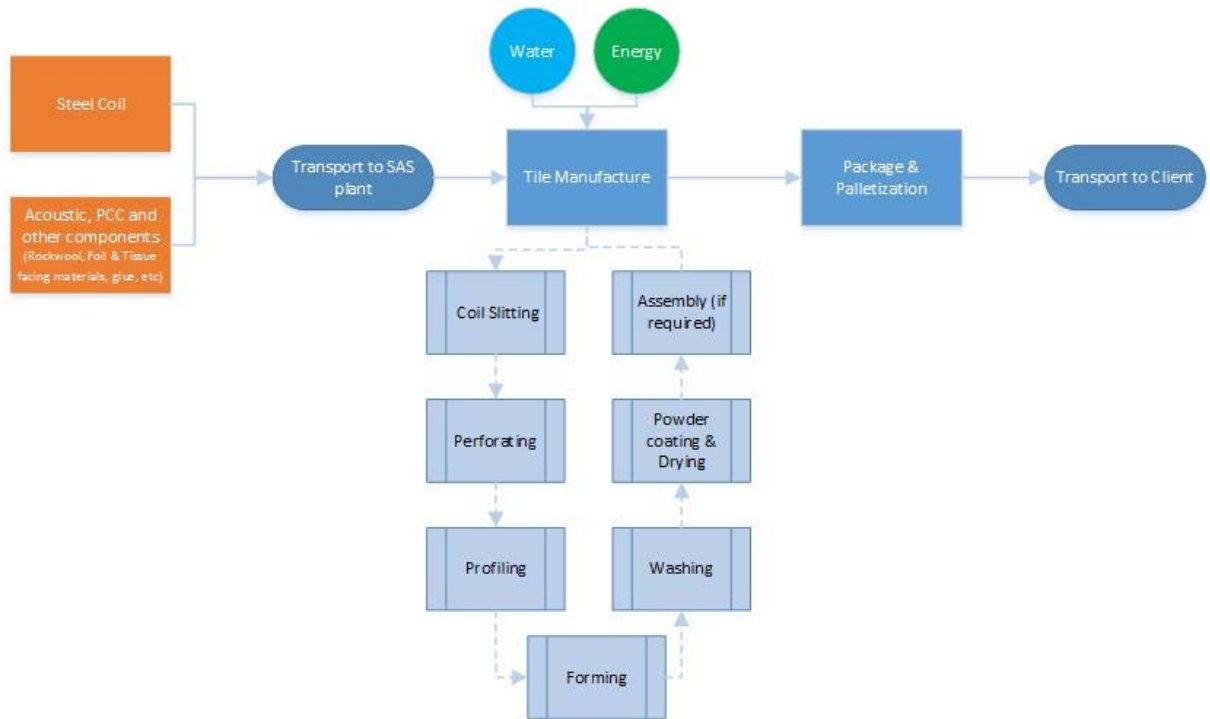 Water
Energy
Steel Coil
Transport to SAS
plant
Tile Manufacture
Package &
Palletization
Transport to Client
Acoustic, PCC and
other components
(Rockwool, Foil & Tissue
facing materials, glue, etc)
Coil Slitting
Assembly (if
required)
Perforating
Powder
coating &
Drying
Profiling
Washing
Forming